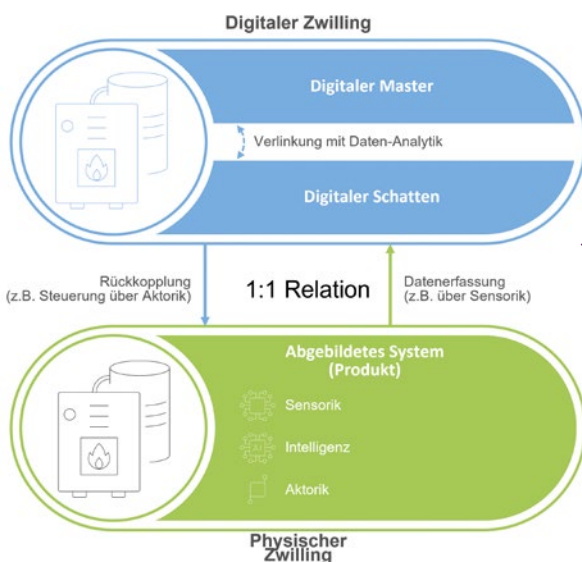 Digitaler Zwilling
Digitaler Master
Verlinkung mit Daten-Analytik
Digitaler Schatten
Rückkopplung
(z.B. Steuerung über Aktorik)
1:1 Relation
Datenerfassung
(z.B. über Sensorik)
Abgebildetes System
(Produkt)
Sensorik
Intelligenz
Aktorik
Physischer
Zwilling